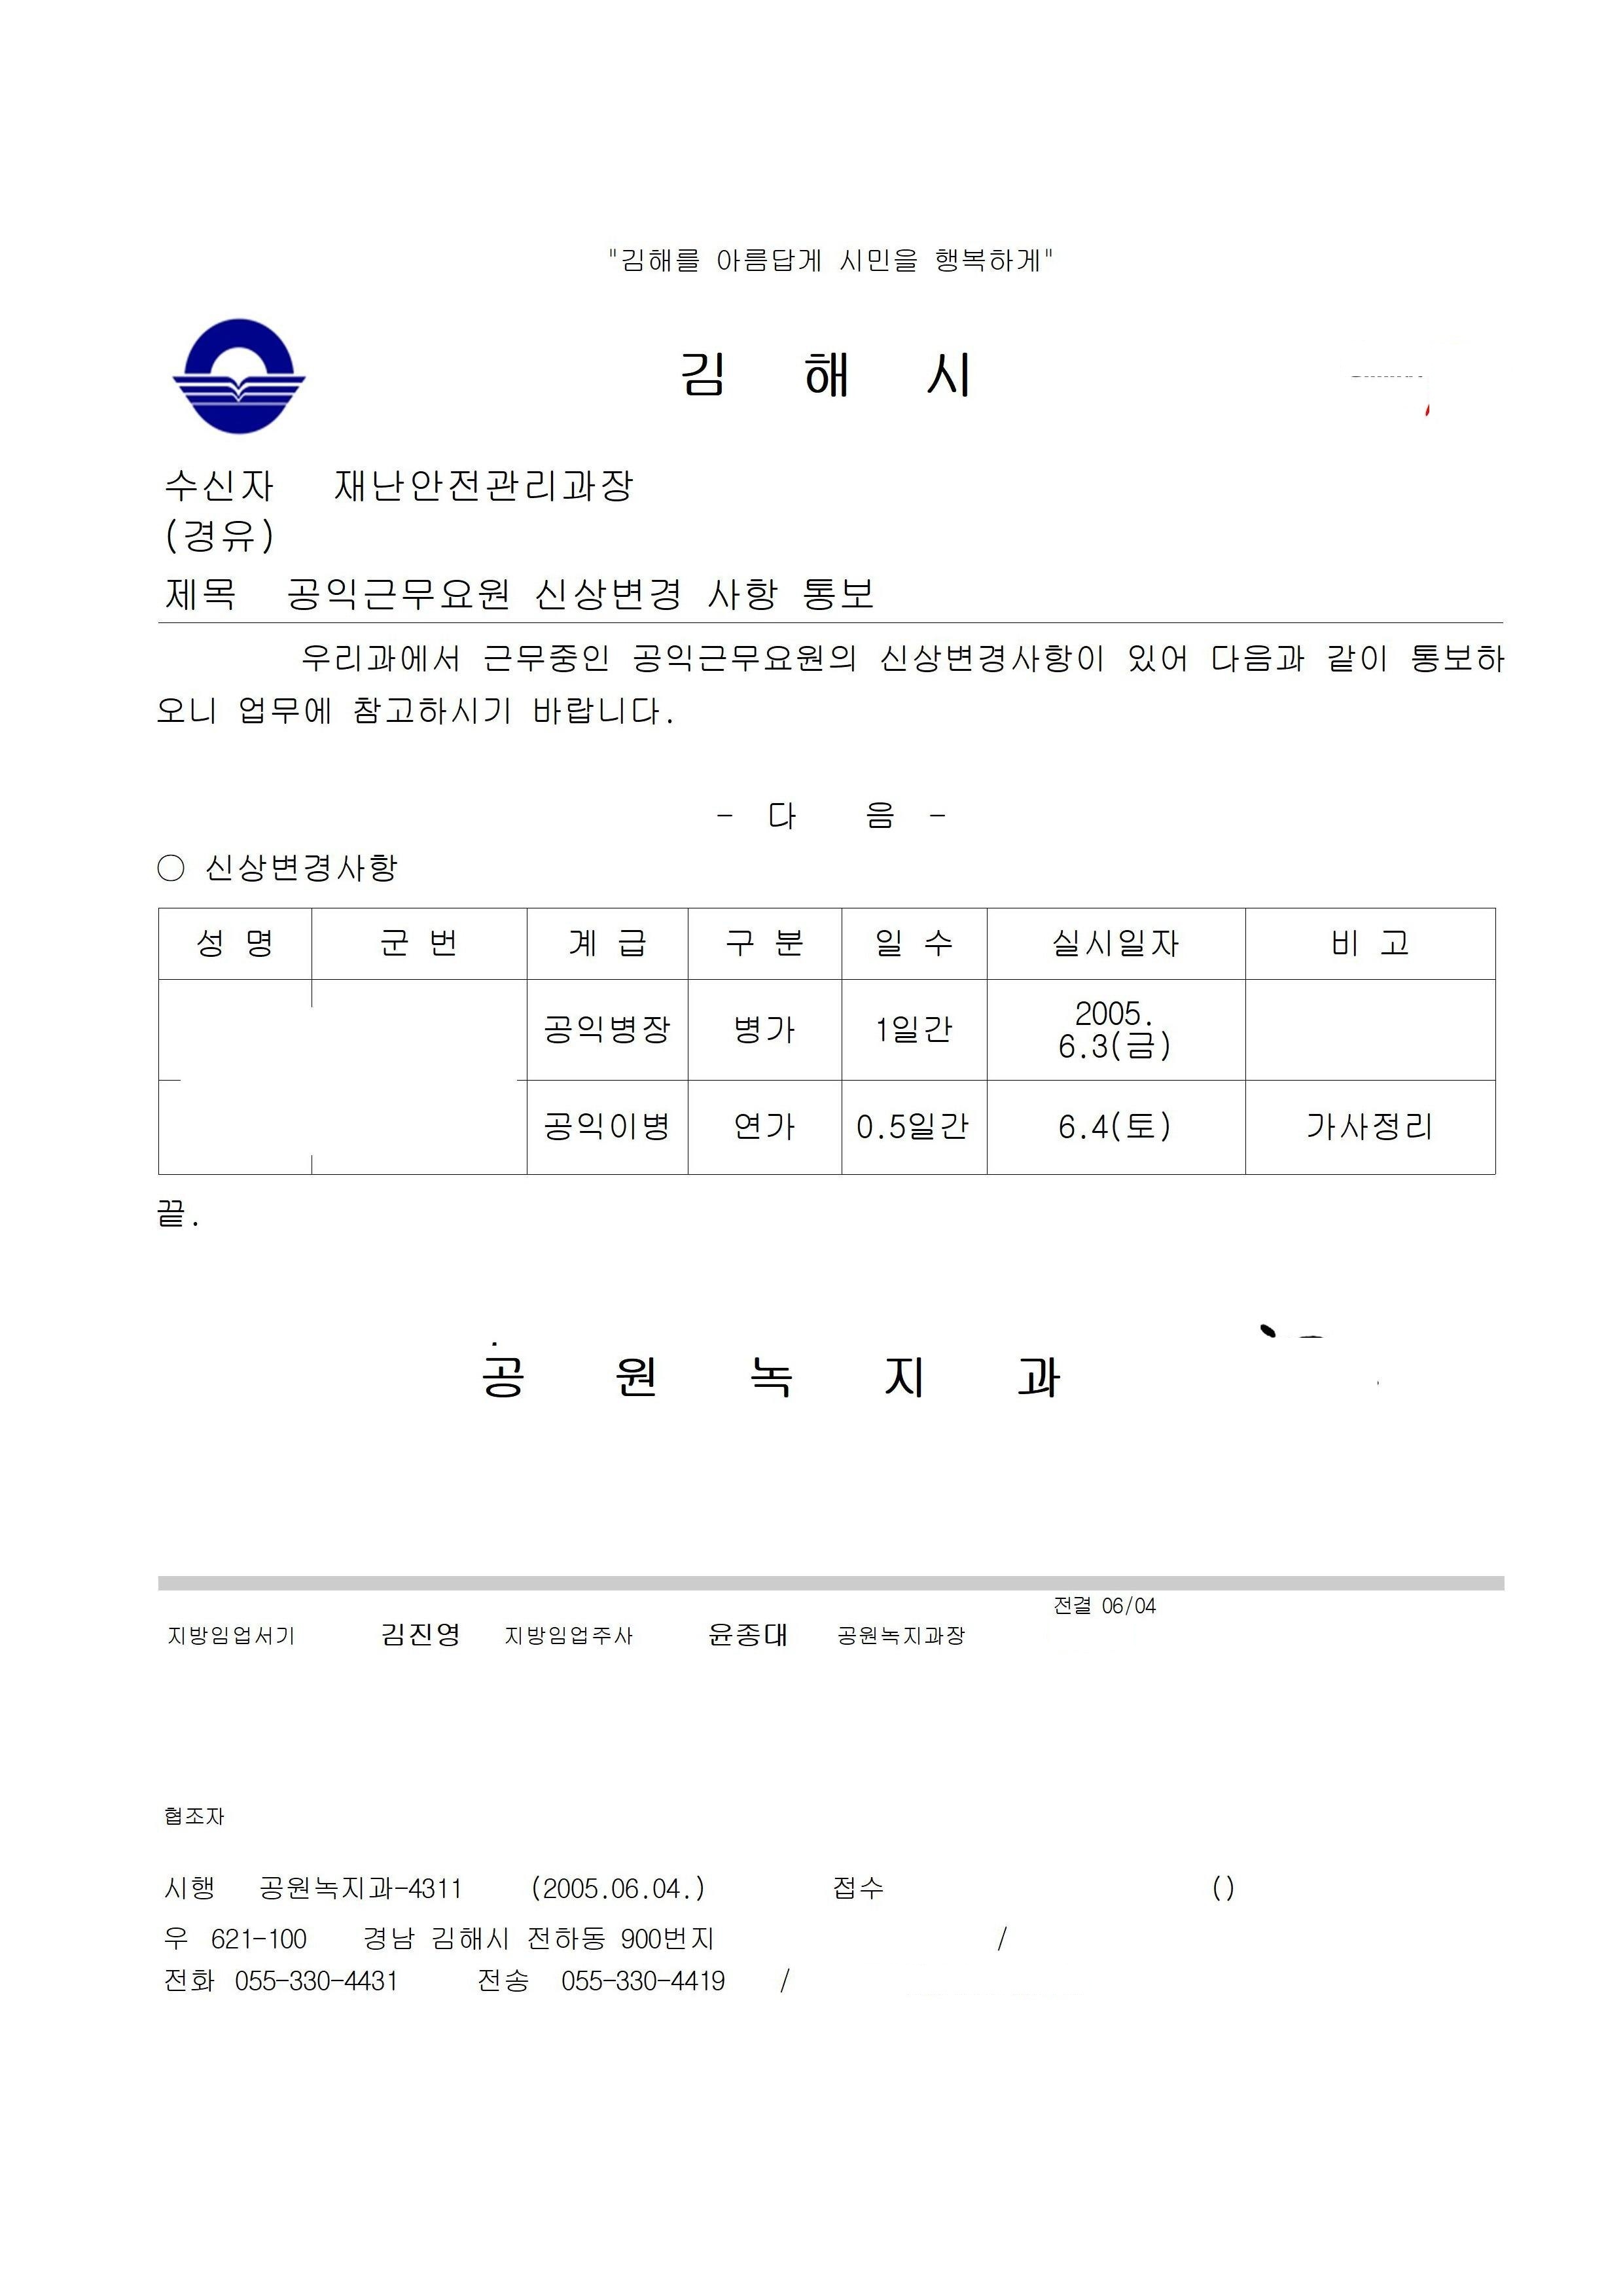 "김해를 아름답게 시민을 행복하게"
김 해 시
수신자 재난안전관리과장
(경유)
제목 공익근무요원 신상변경 사항 통보
우리과에서 근무중인 공익근무요원의 신상변경사항이 있어 다음과 같이 통보하
오니 업무에 참고하시기 바랍니다.
- 다 음 -
○ 신상변경사항
성 명 군 번 계 급 구 분 일 수 실시일자 비 고
공익병장 병가 1일간 2005.
6.3(금)
공익이병 연가 0.5일간 6.4(토) 가사정리
끝.
공 원 녹 지 과
전결 06/04
지방임업서기 김진영 지방임업주사 윤종대 공원녹지과장
협조자
시행 공원녹지과-4311 (2005.06.04.) 접수 ()
우 621-100 경남 김해시 전하동 900번지 /
전화 055-330-4431 전송 055-330-4419 /